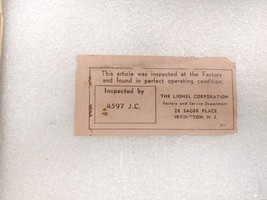 This article was inspected at the Factory
and found in perfect operating condition.
Inspected by
4597 J.C.
THE LIONEL CORPORATION
Factory and Service Department
28 SAGER PLACE
IRVINGTON, N. J.